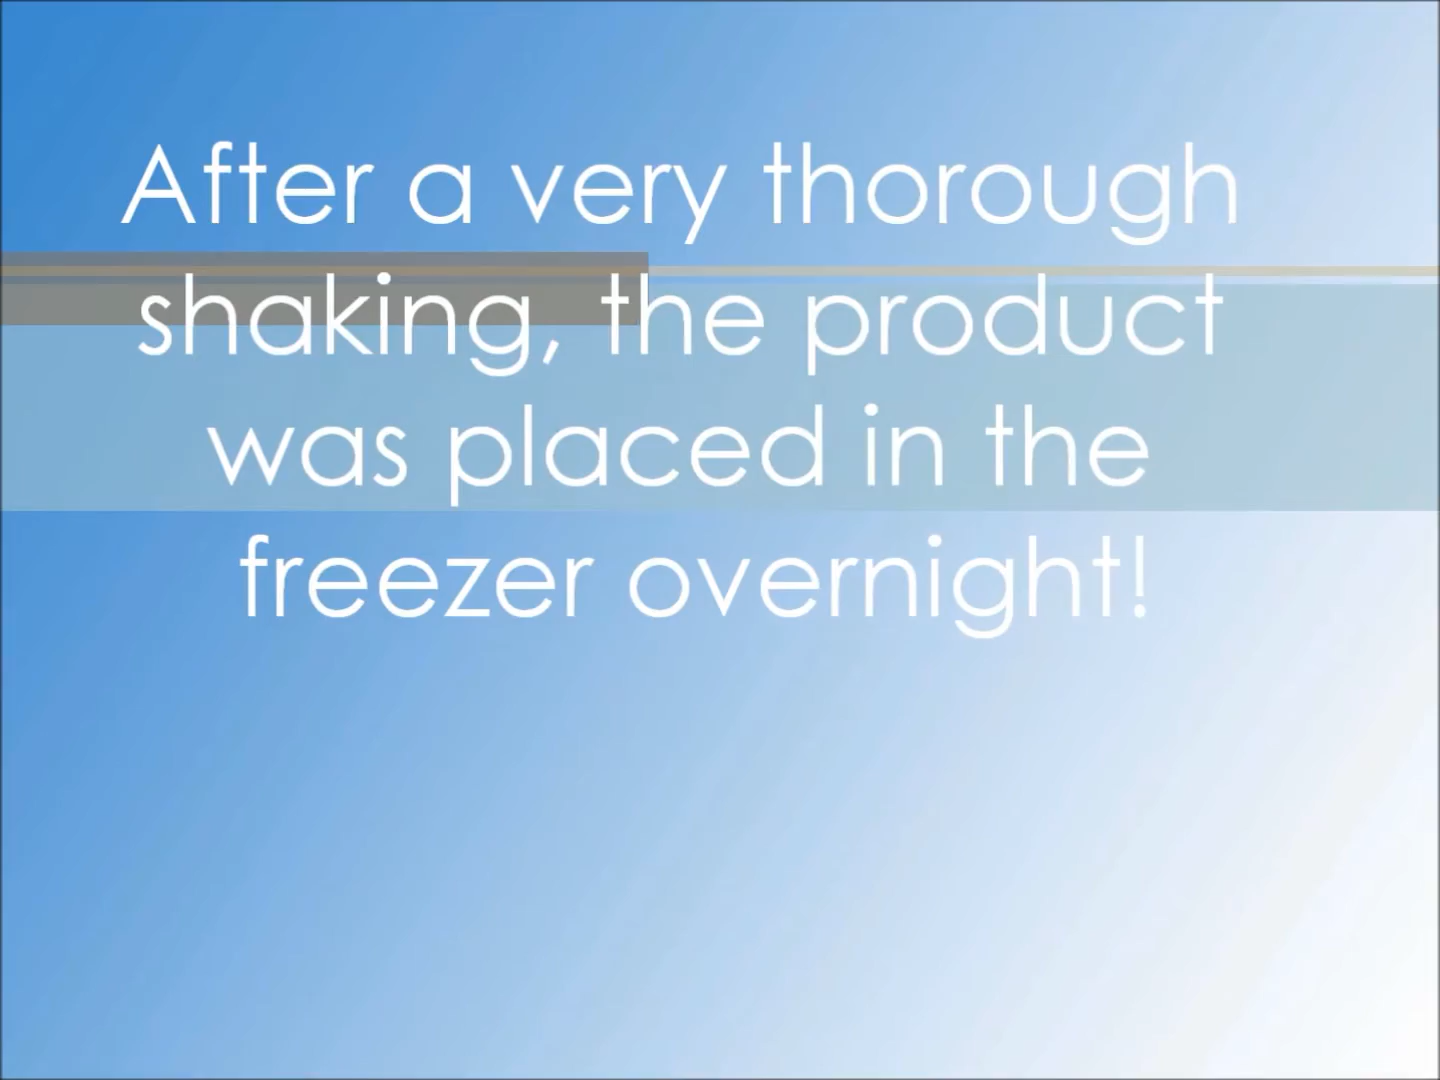 After a very thorough
shaking, the product
was placed in the
freezer overnight!